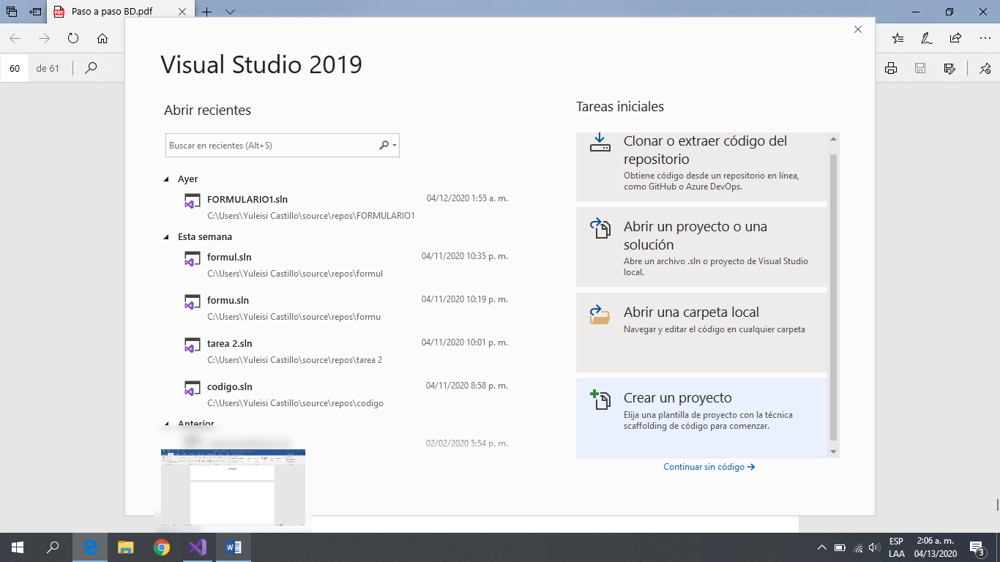 Paso a paso BD.pdf
60
de 61
Visual Studio 2019
Abrir recientes
Buscar en recientes (Alt+S)
Ayer
FORMULARIO1.sln
04/12/2020 1:55 a. m.
C:\Users\Yuleisi Castillo\source\repos\FORMULARIO1
Esta semana
formul.sln
04/11/2020 10:35 p. m.
C:\Users\Yuleisi Castillo\source\repos\formul
formu.sln
04/11/2020 10:19 p. m.
C:\Users\Yuleisi Castillo\source\repos\formu
tarea 2.sln
04/11/2020 10:01 p. m.
C:\Users\Yuleisi Castillo\source\repos\tarea 2
codigo.sln
04/11/2020 8:58 p. m.
C:\Users\Yuleisi Castillo\source\repos\codigo
Anterior
02/02/2020 5:54 p. m.
Tareas iniciales
Clonar o extraer código del
repositorio
Obtiene código desde un repositorio en línea,
como GitHub o Azure DevOps.
Abrir un proyecto o una
solución
Abre un archivo .sln o proyecto de Visual Studio
local.
Abrir una carpeta local
Navegar y editar el código en cualquier carpeta
Crear un proyecto
Elija una plantilla de proyecto con la técnica
scaffolding de código para comenzar.
Continuar sin código
ESP
LAA
2:06 a. m.
04/13/2020
3